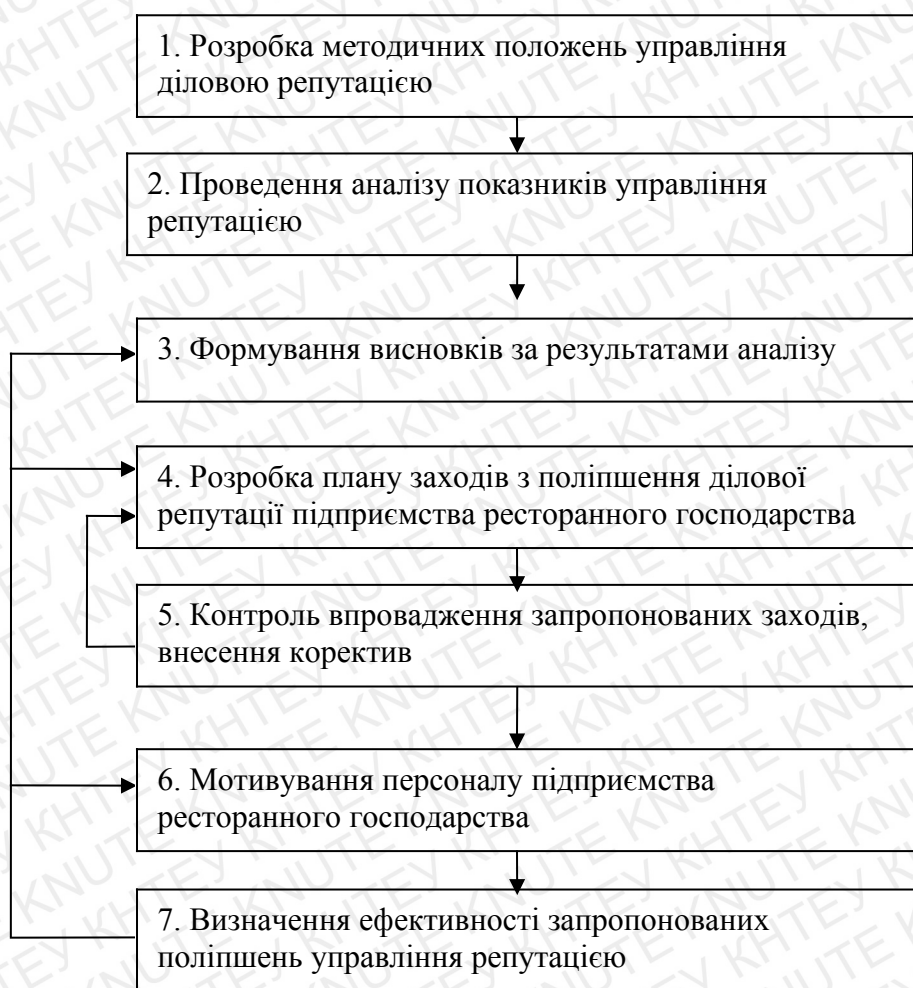 1. Розробка методичних положень управління
діловою репутацією
2. Проведення аналізу показників управління
репутацією
3. Формування висновків за результатами аналізу
4. Розробка плану заходів з поліпшення ділової
репутації підприємства ресторанного господарства
5. Контроль впровадження запропонованих заходів,
внесення коректив
6. Мотивування персоналу підприємства
ресторанного господарства
7. Визначення ефективності запропонованих
поліпшень управління репутацією